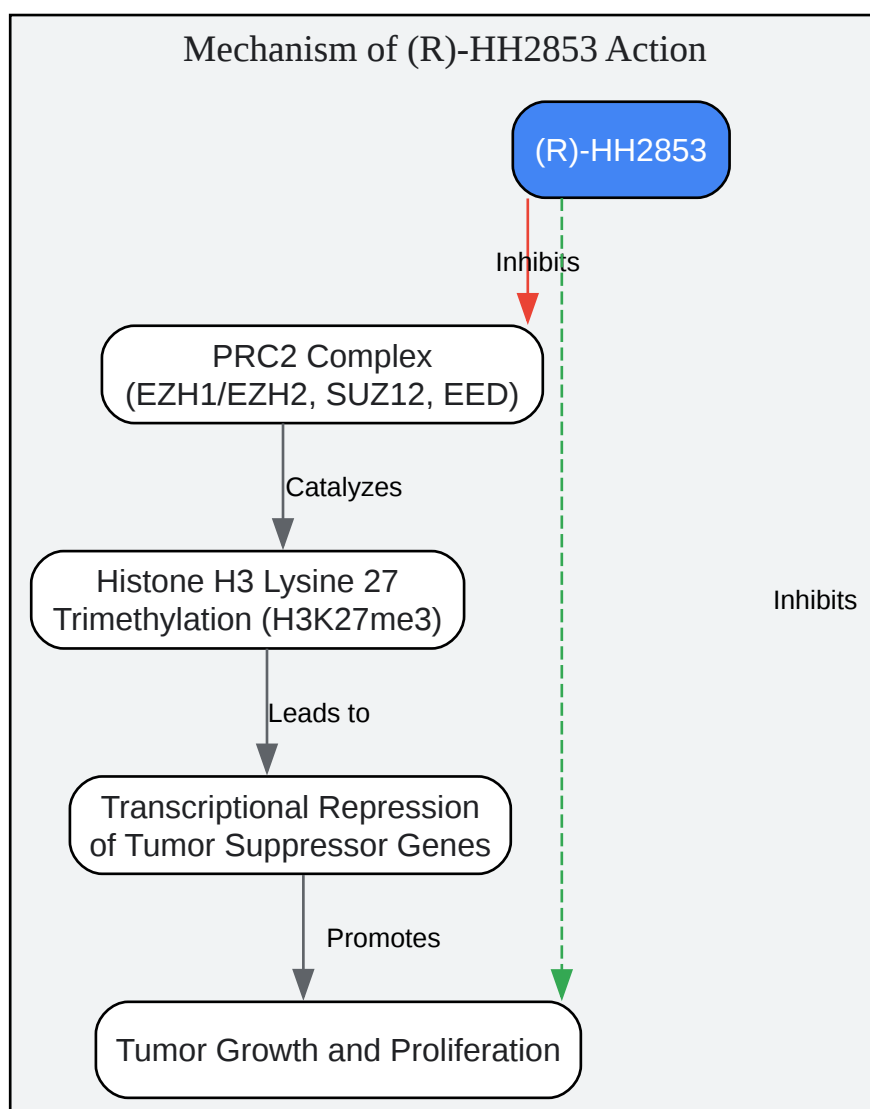 Mechanism of (R)-HH2853 Action
(R)-HH2853
Inhibits
PRC2 Complex
(EZH1/EZH2, SUZ12, EED)
Catalyzes
Histone H3 Lysine 27
Trimethylation (H3K27me3)
Inhibits
Leads to
Transcriptional Repression
of Tumor Suppressor Genes
Promotes
Tumor Growth and Proliferation